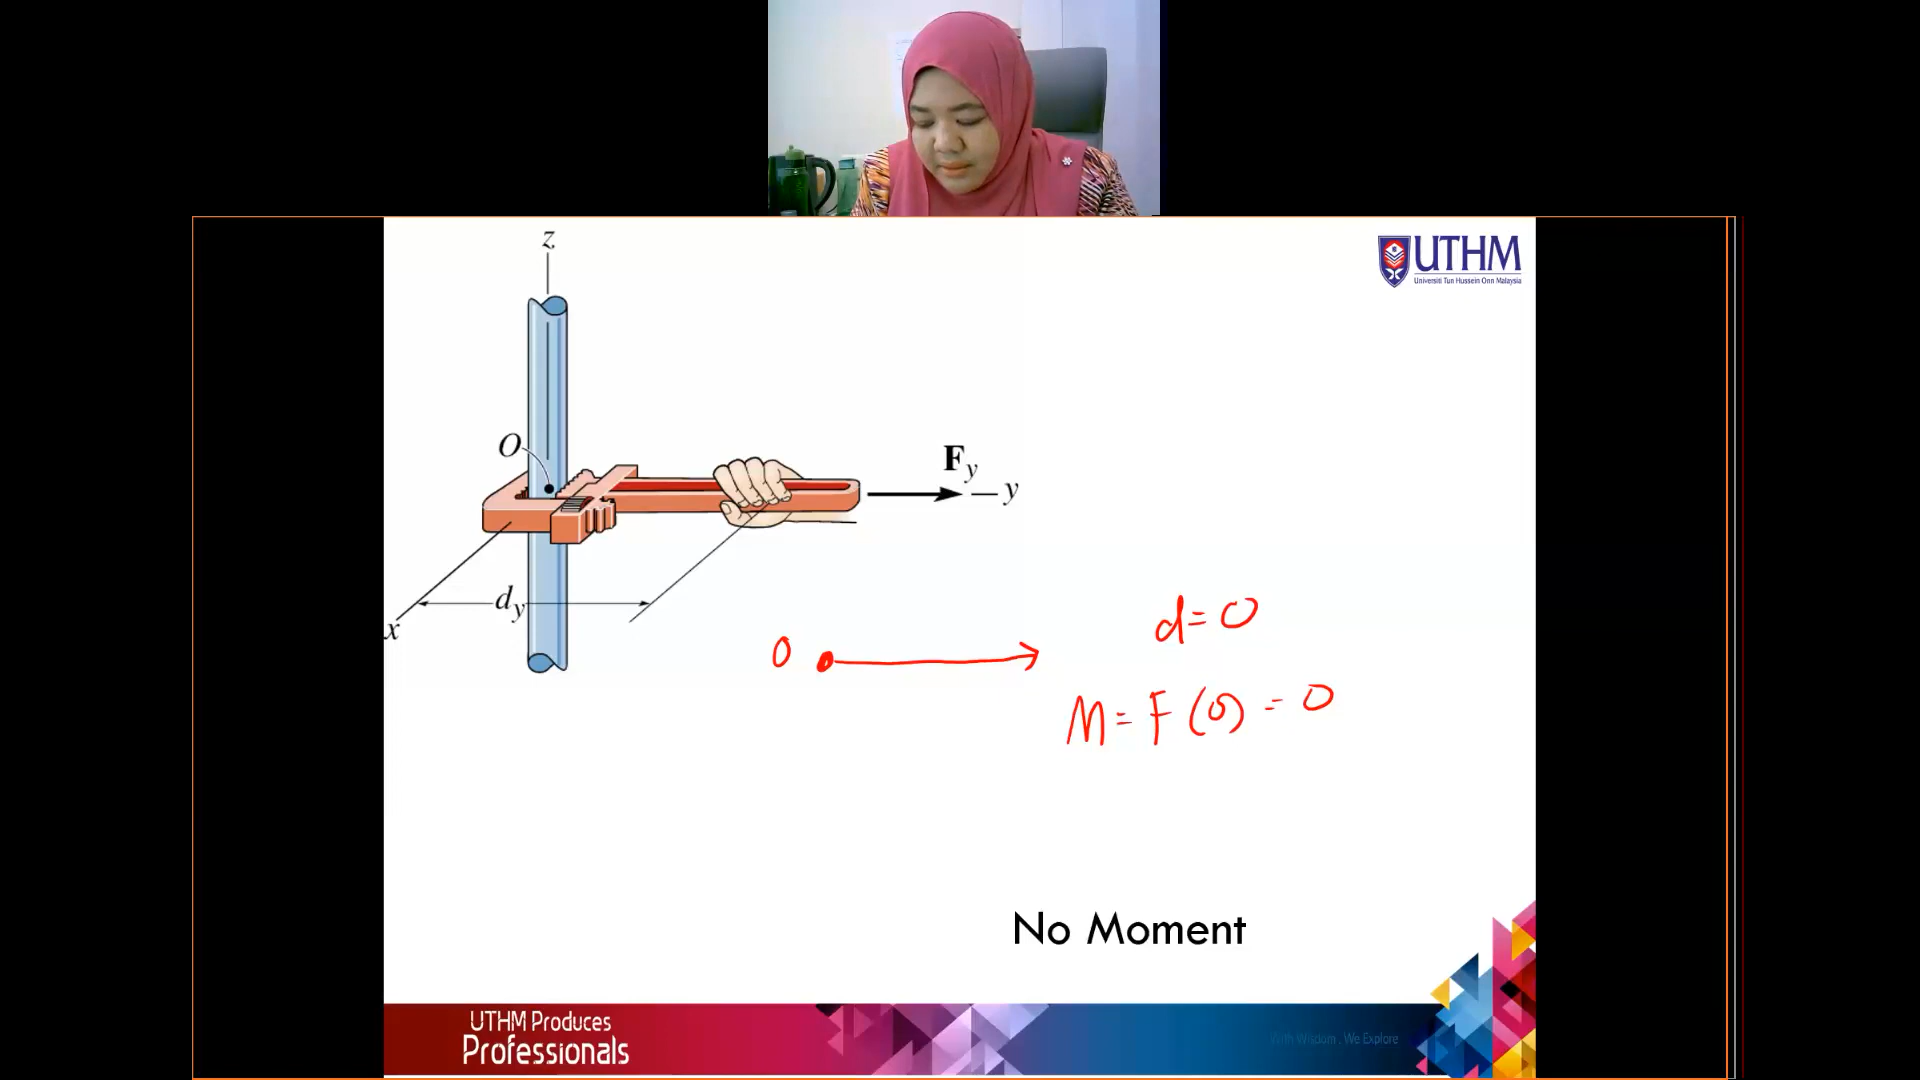 z
UTHM
Universiti Tun Hussein Onn Malaysia
O
F_y
y
d_y
x
d=0
0
M=F(0)=0
No Moment
UTHM Produces
Professionals
With Wisdom . We Explore